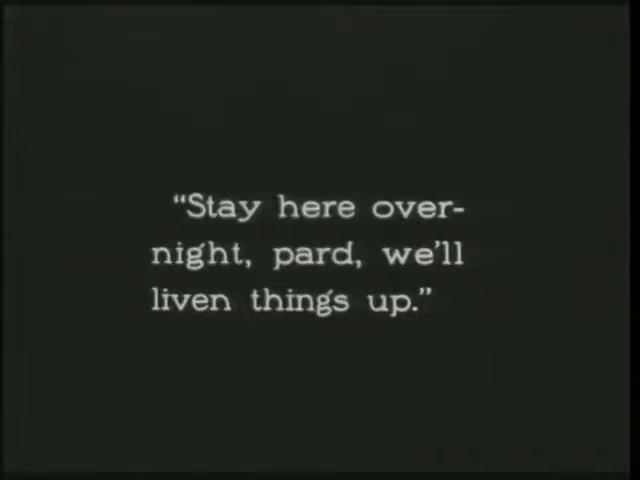 “Stay here over-
night, pard, we’ll
liven things up.”